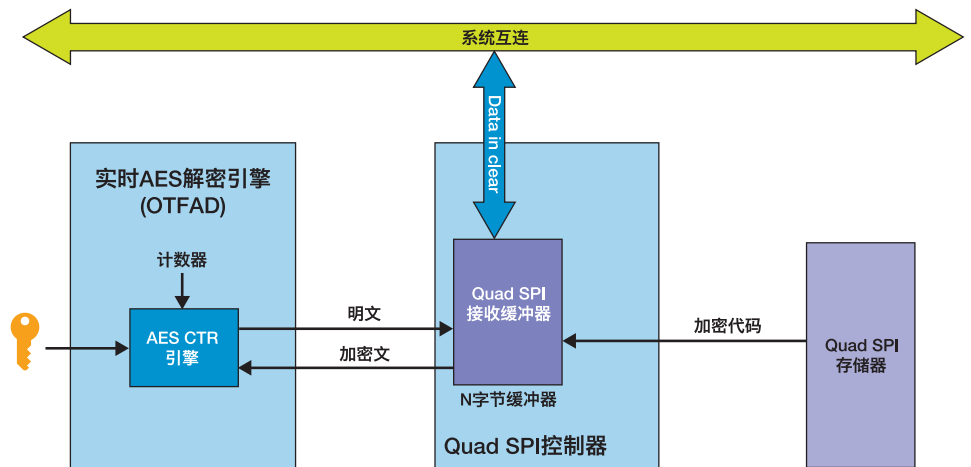 系统互连
Data in clear
实时AES解密引擎
(OTFAD)
计数器
AES CTR
引擎
明文
加密文
Quad SPI
接收缓冲器
N字节缓冲器
Quad SPI控制器
加密代码
Quad SPI
存储器